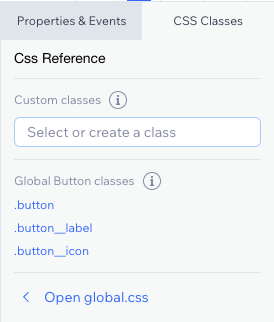 Properties & Events
CSS Classes
Css Reference
Custom classes
Select or create a class
Global Button classes
.button
.button__label
.button__icon
Open global.css